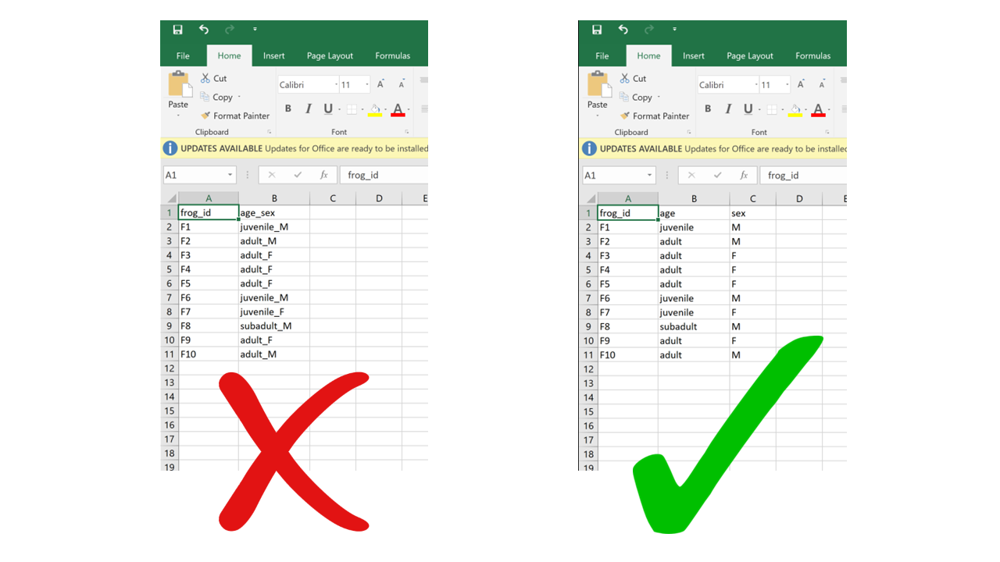 File Home Insert Page Layout Formulas
Cut
Calibri 11 A A
Copy
Paste
B I U A
Format Painter
Clipboard Font
UPDATES AVAILABLE Updates for Office are ready to be installed
A1 fx frog_id
A B C D E
1 frog_id age_sex
2 F1 juvenile_M
3 F2 adult_M
4 F3 adult_F
5 F4 adult_F
6 F5 adult_F
7 F6 juvenile_M
8 F7 juvenile_F
9 F8 subadult_M
10 F9 adult_F
11 F10 adult_M
12
13
14
15
16
17
18
19
File Home Insert Page Layout Formulas
Cut
Calibri 11 A A
Copy
Paste
B I U A
Format Painter
Clipboard Font
UPDATES AVAILABLE Updates for Office are ready to be installed
A1 fx frog_id
A B C D E
1 frog_id age sex
2 F1 juvenile M
3 F2 adult M
4 F3 adult F
5 F4 adult F
6 F5 adult F
7 F6 juvenile M
8 F7 juvenile F
9 F8 subadult M
10 F9 adult F
11 F10 adult M
12
13
14
15
16
17
18
19